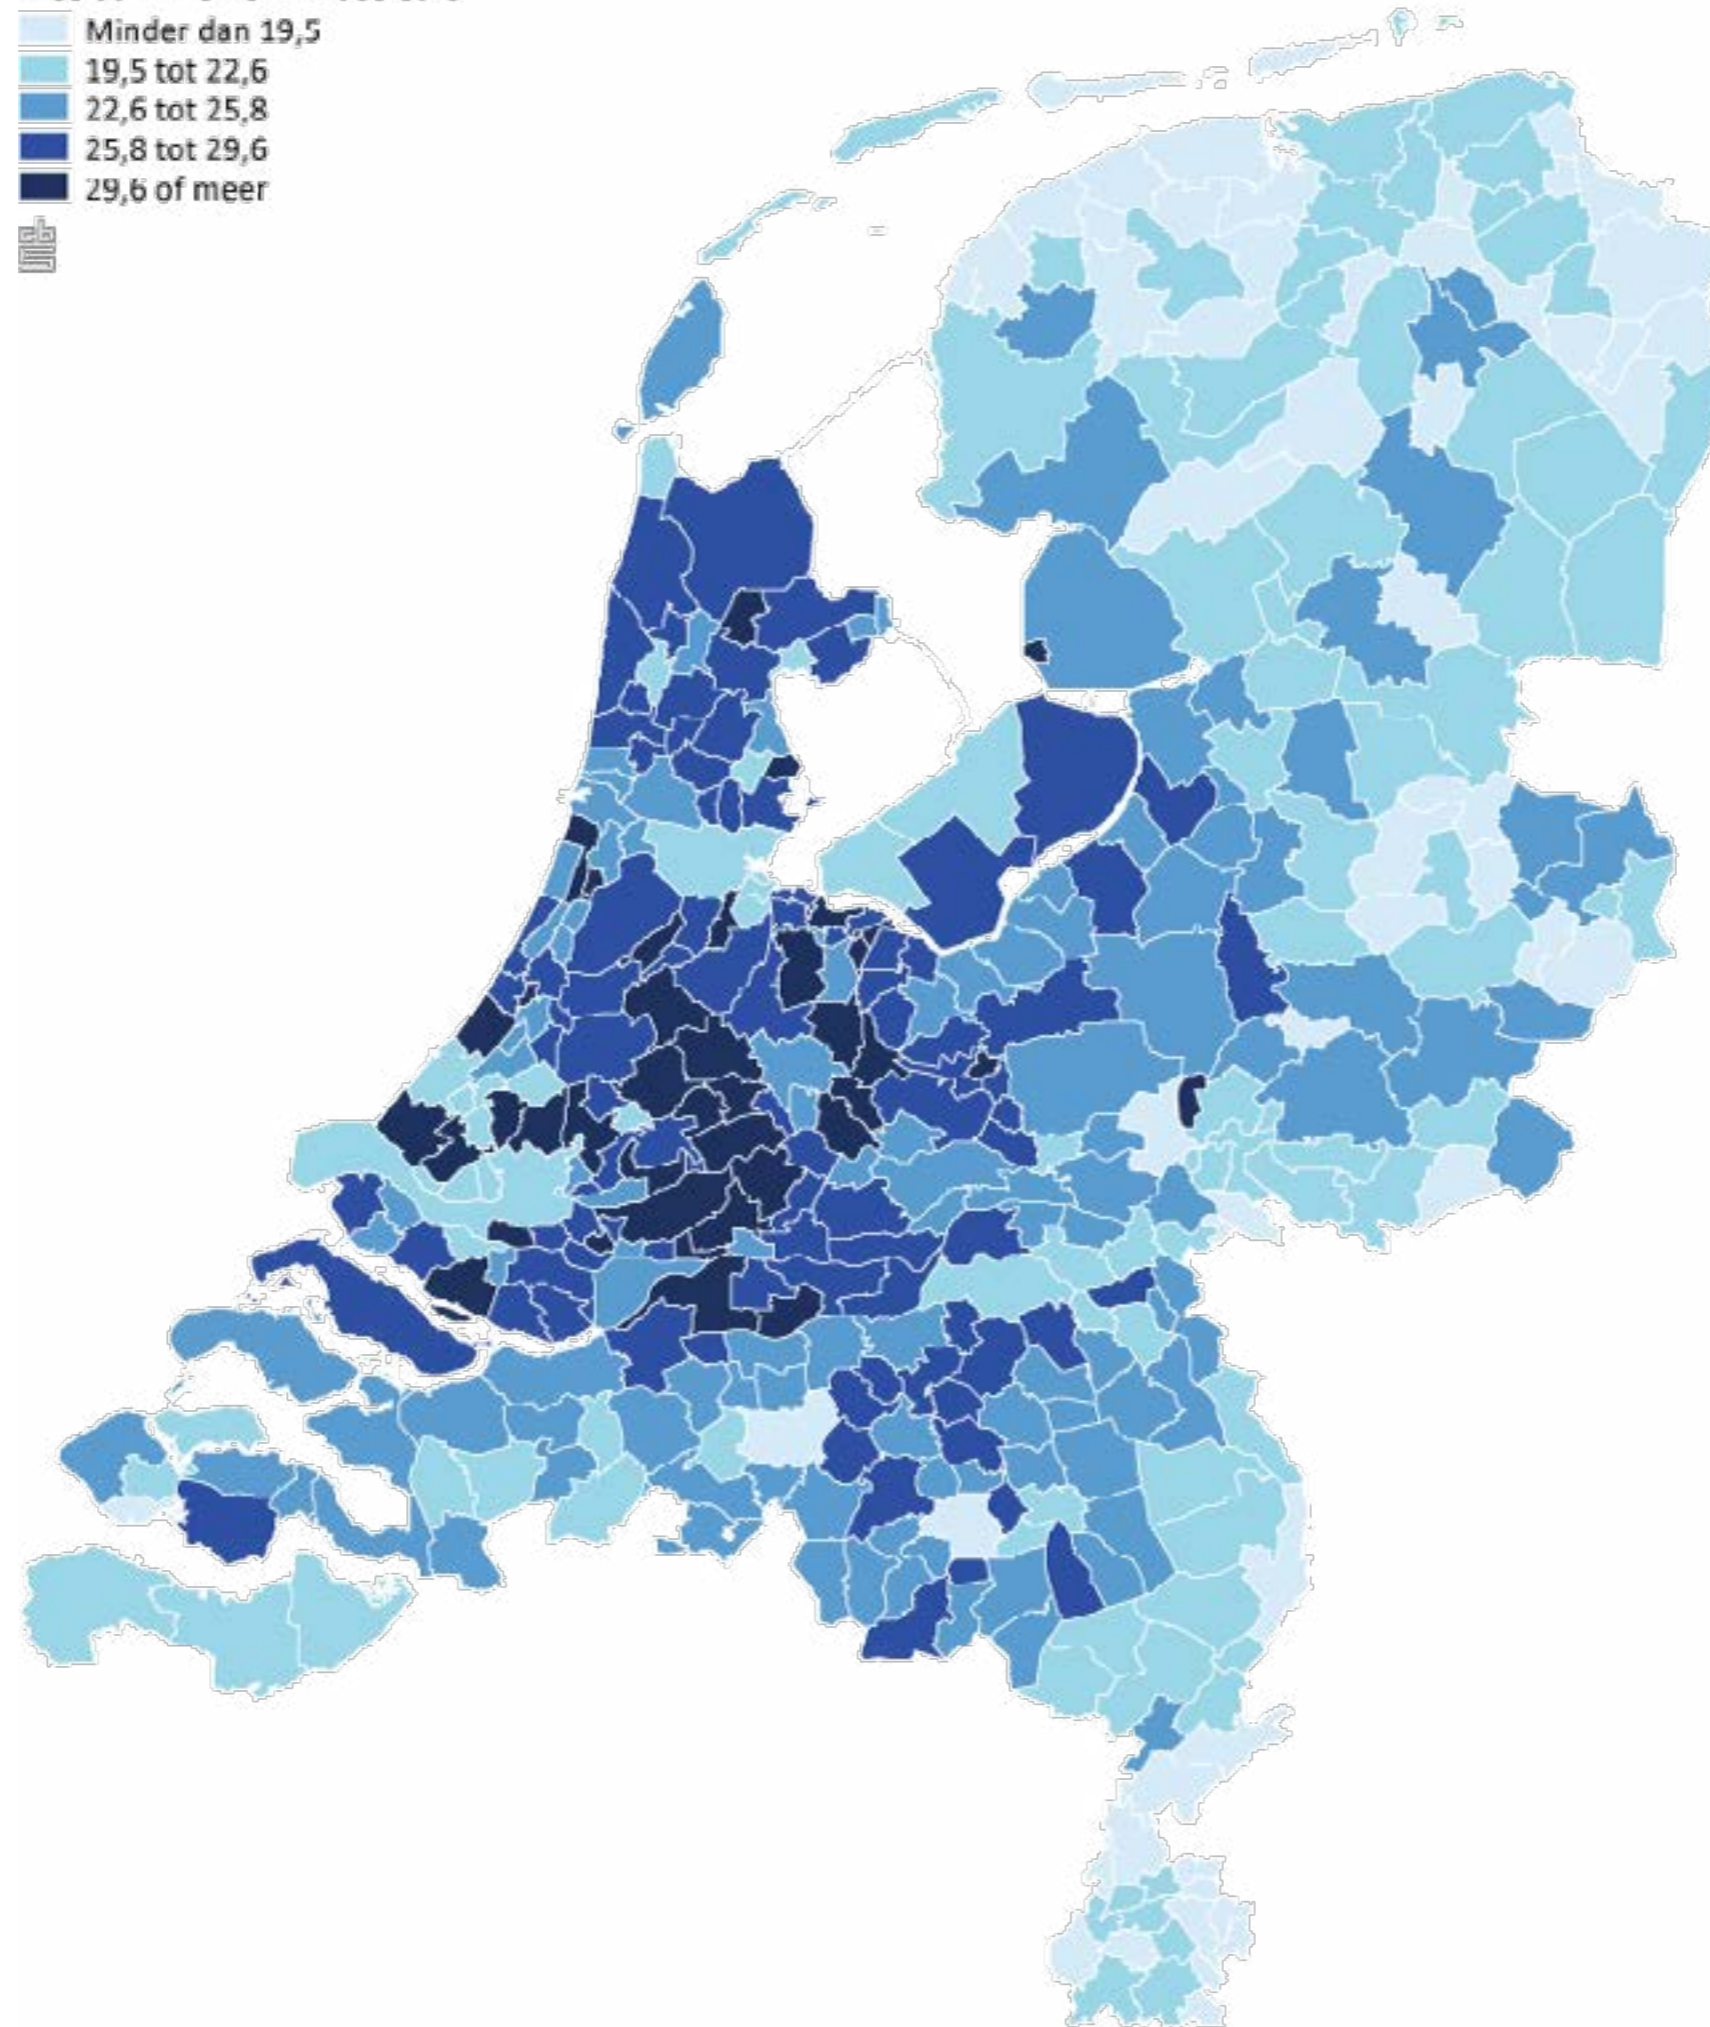 Minder dan 19,5
19,5 tot 22,6
22,6 tot 25,8
25,8 tot 29,6
29,6 of meer